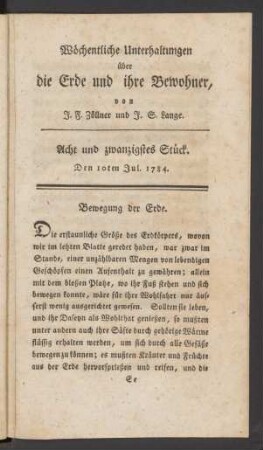 Wöchentliche Unterhaltungen
über
die Erde und ihre Bewohner,
von
J. F. Zöllner und J. S. Lange.
Acht und zwanzigstes Stück.
Den 10ten Jul. 1784.
Bewegung der Erde.
Die erstaunliche Größe des Erdkörpers, wovon
wir im letzten Blatte geredet haben, war zwar im
Stande, einer unzählbaren Mengen von lebendigen
Geschöpfen einen Aufenthalt zu gewähren; allein
mit dem bloßen Platze, wo ihr Fuß stehen und sich
bewegen konnte, wäre für ihre Wohlfahrt nur äus-
serst wenig ausgerichtet gewesen. Sollten sie leben,
und ihr Daseyn als Wohlthat genießen, so mußten
unter andern auch ihre Säfte durch gehörige Wärme
flüssig erhalten werden, um sich durch alle Gefäße
bewegen zu können; es mußten Kräuter und Früchte
aus der Erde hervorsprießen und reifen, und die
Ee